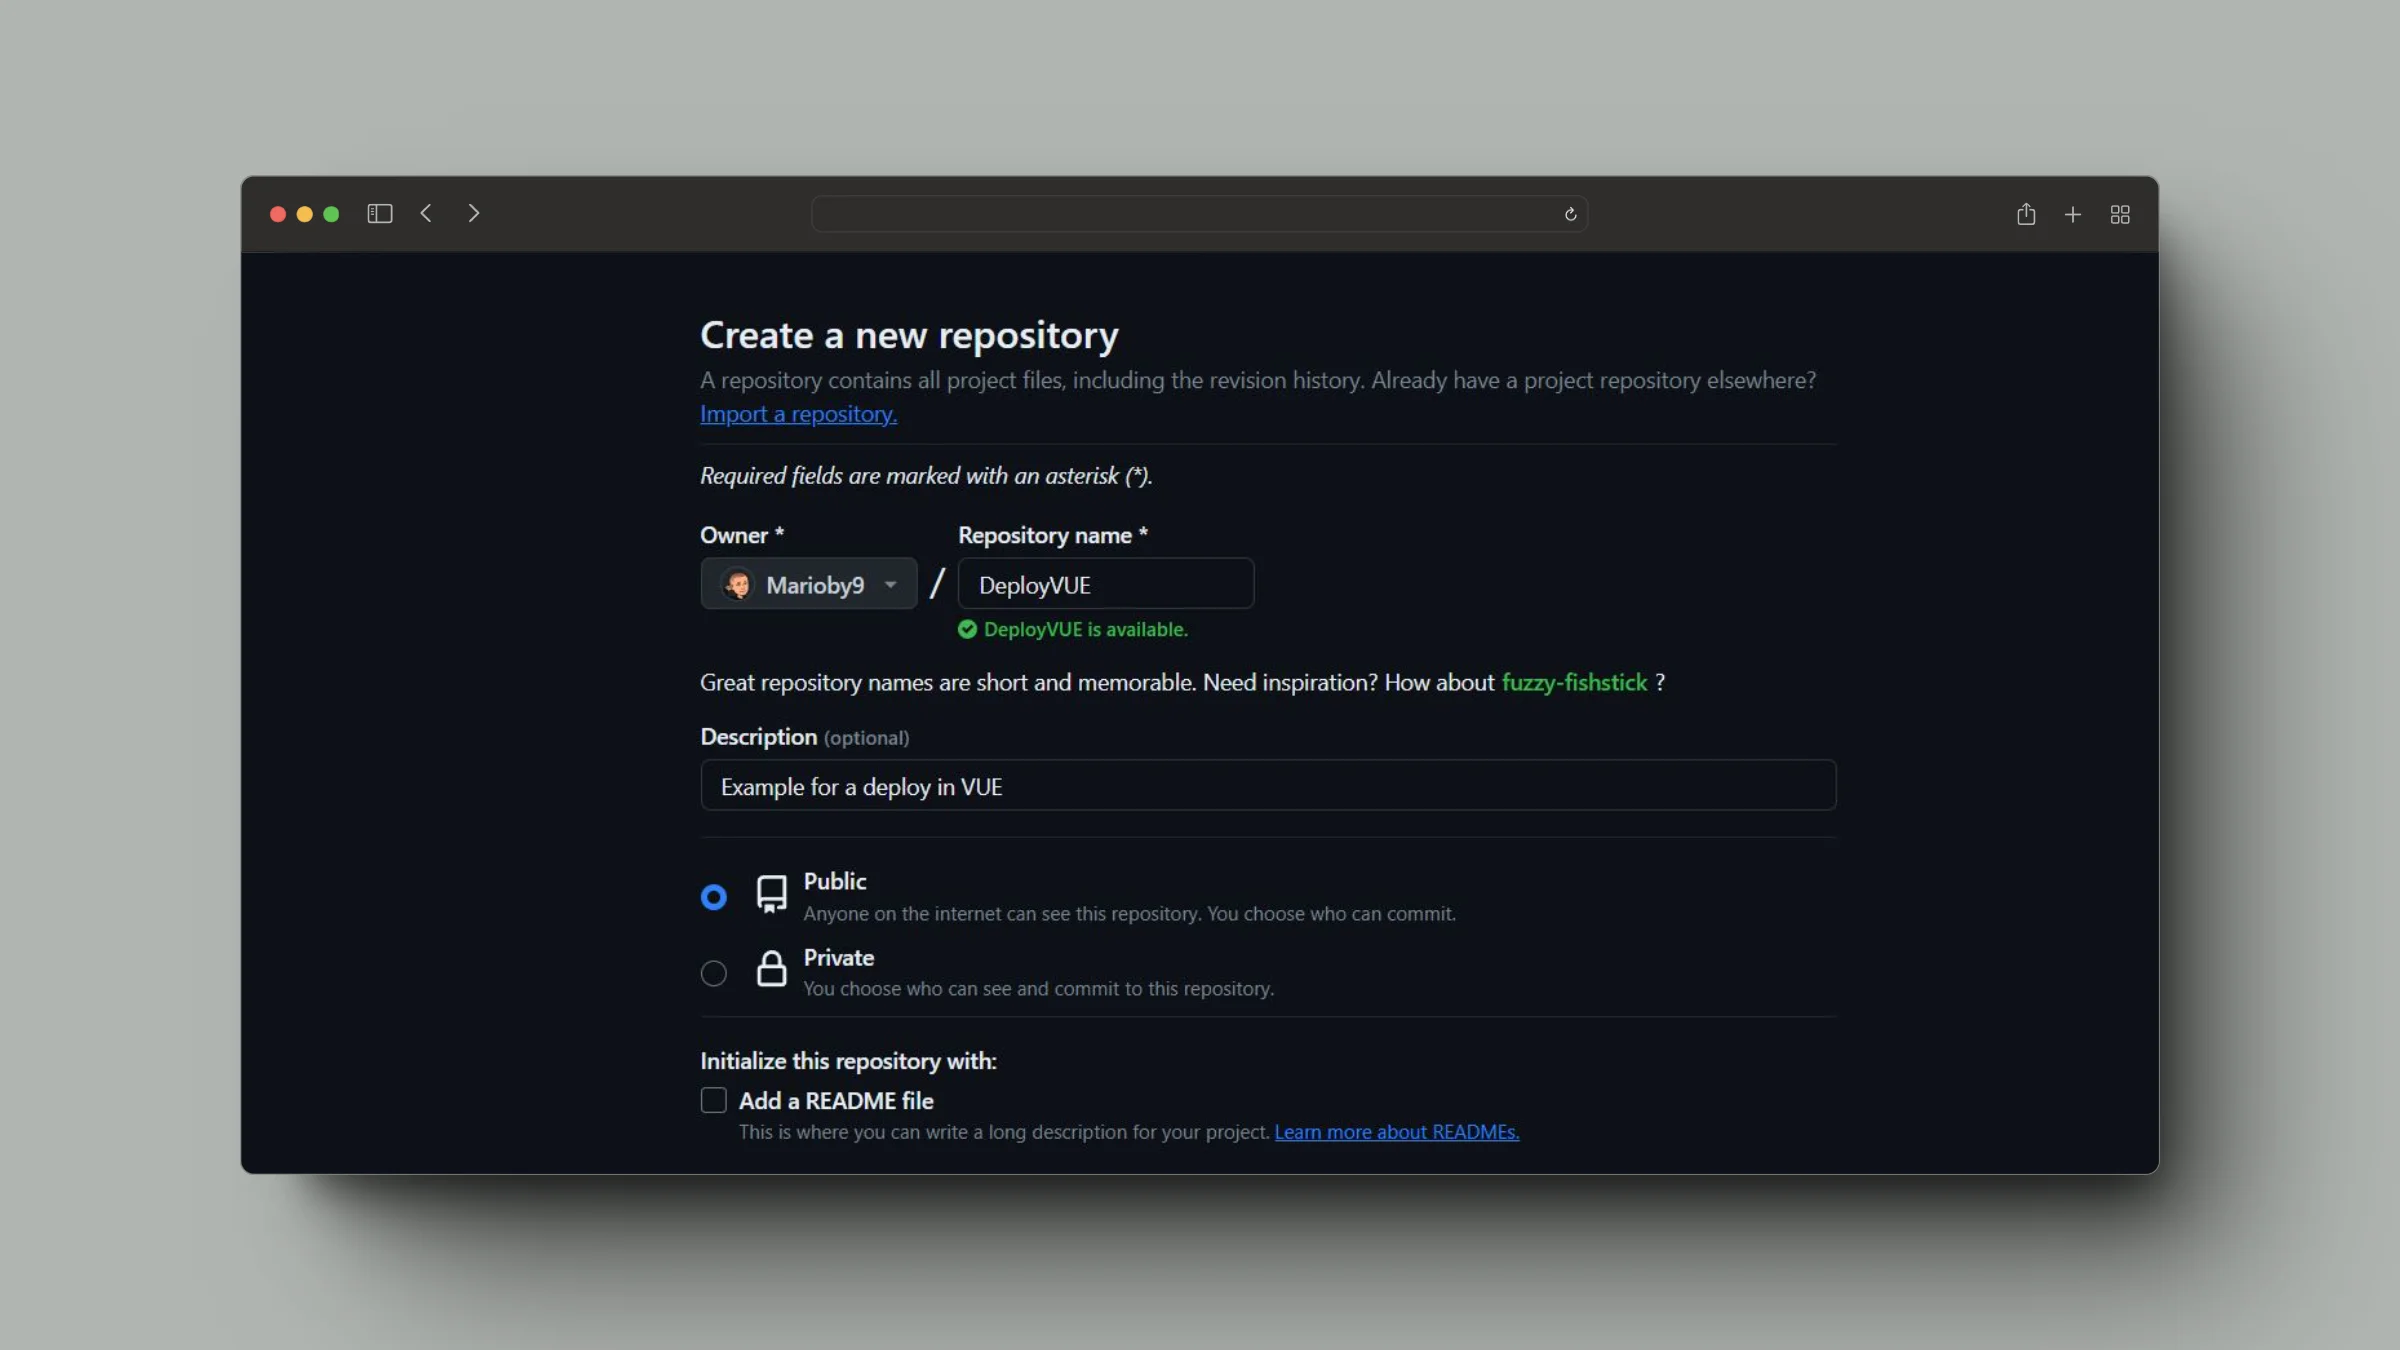 Create a new repository
A repository contains all project files, including the revision history. Already have a project repository elsewhere?
Import a repository.
Required fields are marked with an asterisk (*).
Owner *
Repository name *
Marioby9
/
DeployVUE
DeployVUE is available.
Great repository names are short and memorable. Need inspiration? How about fuzzy-fishstick ?
Description (optional)
Example for a deploy in VUE
Public
Anyone on the internet can see this repository. You choose who can commit.
Private
You choose who can see and commit to this repository.
Initialize this repository with:
Add a README file
This is where you can write a long description for your project. Learn more about READMEs.